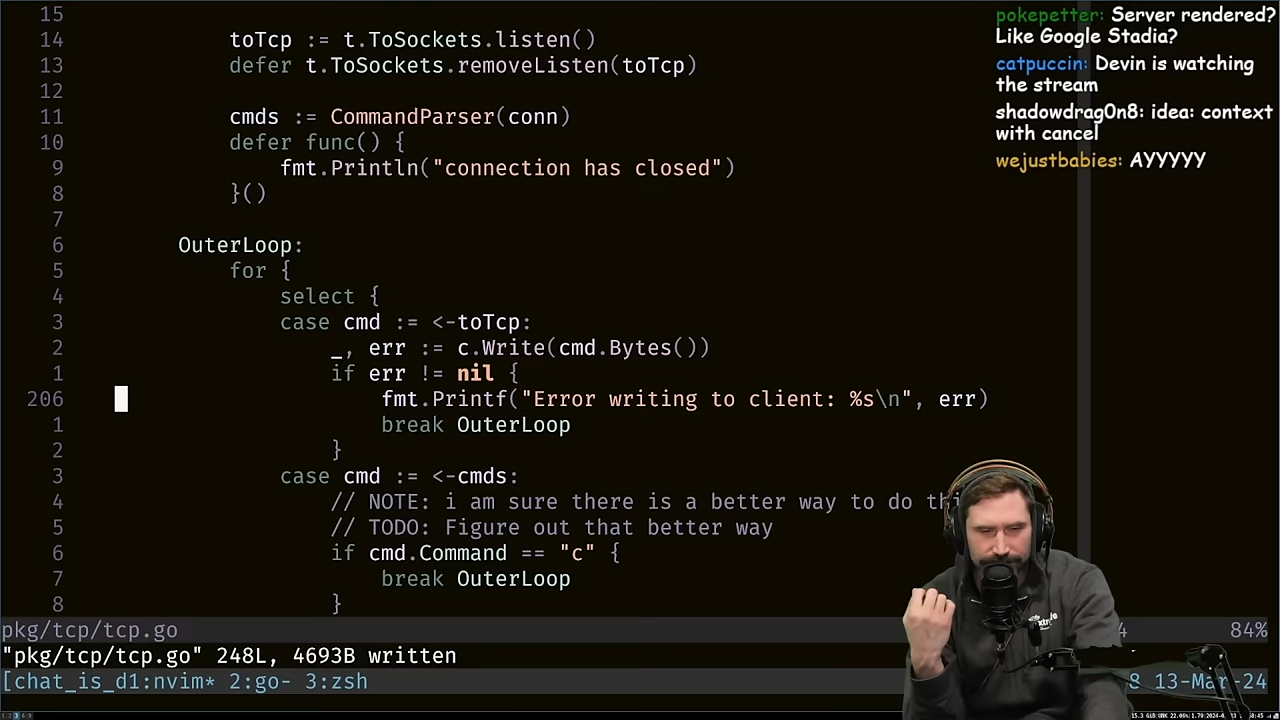 15
14 toTcp := t.ToSockets.listen()
13 defer t.ToSockets.removeListen(toTcp)
12
11 cmds := CommandParser(conn)
10 defer func() {
9 fmt.Println("connection has closed")
8 }()
7
6 OuterLoop:
5 for {
4 select {
3 case cmd := <-toTcp:
2 _, err := c.Write(cmd.Bytes())
1 if err != nil {
206 fmt.Printf("Error writing to client: %s\n", err)
1 break OuterLoop
2 }
3 case cmd := <-cmds:
4 // NOTE: i am sure there is a better way to do
5 // TODO: Figure out that better way
6 if cmd.Command == "c" {
7 break OuterLoop
8 }
pkg/tcp/tcp.go 84%
"pkg/tcp/tcp.go" 248L, 4693B written
[chat_is_d1:nvim* 2:go- 3:zsh 8 13-Mar-24
pokepetter: Server rendered?
Like Google Stadia?
catpuccin: Devin is watching
the stream
shadowdrag0n8: idea: context
with cancel
wejustbabies: AYYYYY